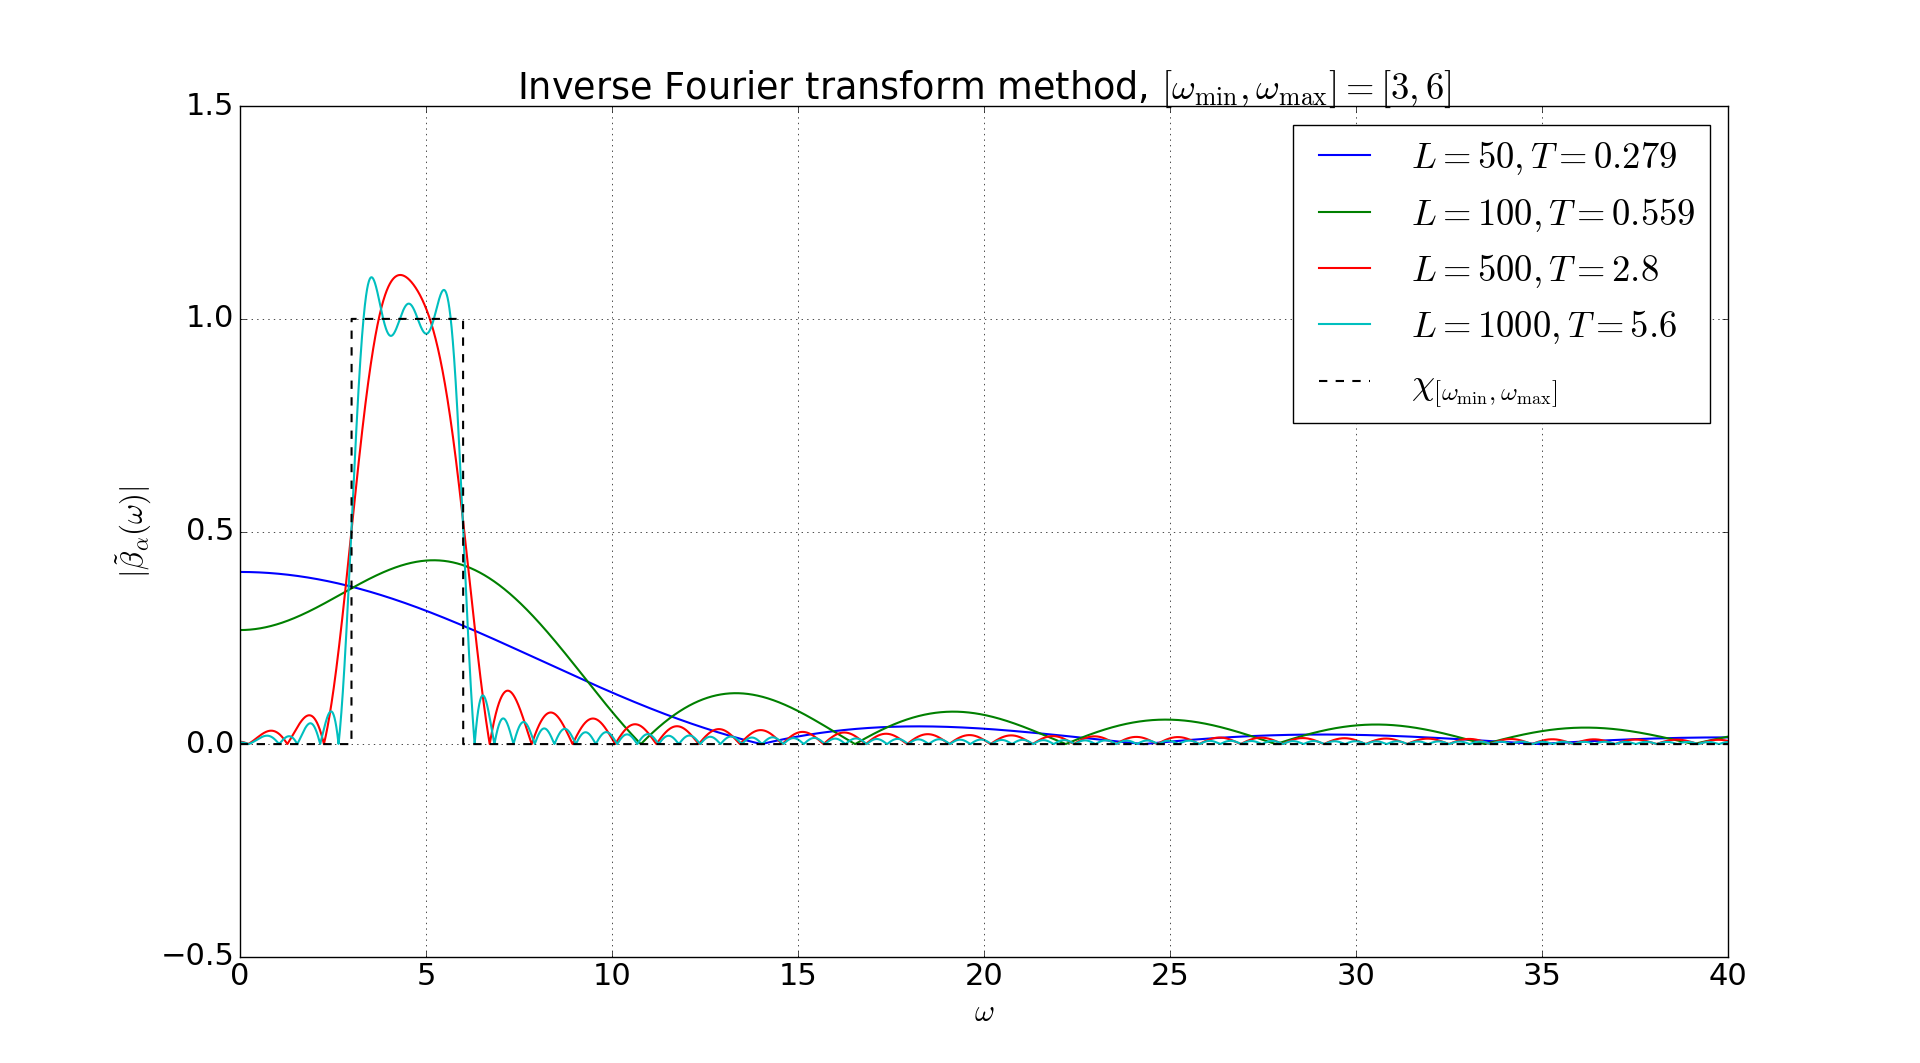 Inverse Fourier transform method, [ω_min, ω_max] = [3, 6]
1.5
1.0
0.5
0.0
−0.5
|β̃_α(ω)|
L = 50, T = 0.279
L = 100, T = 0.559
L = 500, T = 2.8
L = 1000, T = 5.6
χ_[ω_min, ω_max]
0 5 10 15 20 25 30 35 40
ω